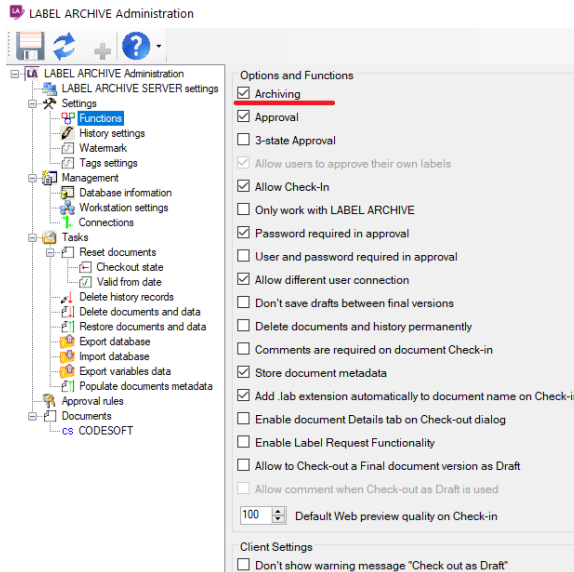 LABEL ARCHIVE Administration
LABEL ARCHIVE Administration
LABEL ARCHIVE SERVER settings
Settings
Functions
History settings
Watermark
Tags settings
Management
Database information
Workstation settings
Connections
Tasks
Reset documents
Checkout state
Valid from date
Delete history records
Delete documents and data
Restore documents and data
Export database
Import database
Export variables data
Populate documents metadata
Approval rules
Documents
CS CODESOFT
Options and Functions
Archiving
Approval
3-state Approval
Allow users to approve their own labels
Allow Check-In
Only work with LABEL ARCHIVE
Password required in approval
User and password required in approval
Allow different user connection
Don't save drafts between final versions
Delete documents and history permanently
Comments are required on document Check-in
Store document metadata
Add .lab extension automatically to document name on Check-i
Enable document Details tab on Check-out dialog
Enable Label Request Functionality
Allow to Check-out a Final document version as Draft
Allow comment when Check-out as Draft is used
100 Default Web preview quality on Check-in
Client Settings
Don't show warning message "Check out as Draft"